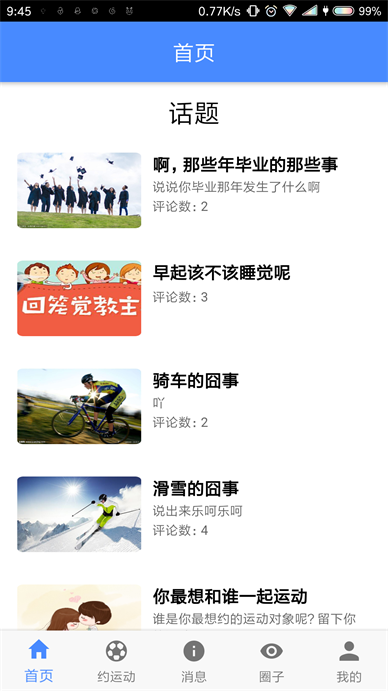 9:45
0.77K/s
99%
首页
话题
啊，那些年毕业的那些事
说说你毕业那年发生了什么啊
评论数: 2
回笼觉教主
早起该不该睡觉呢
评论数: 3
骑车的囧事
吖
评论数: 2
滑雪的囧事
说出来乐呵乐呵
评论数: 4
你最想和谁一起运动
谁是你最想约的运动对象呢? 留下你
首页
约运动
消息
圈子
我的